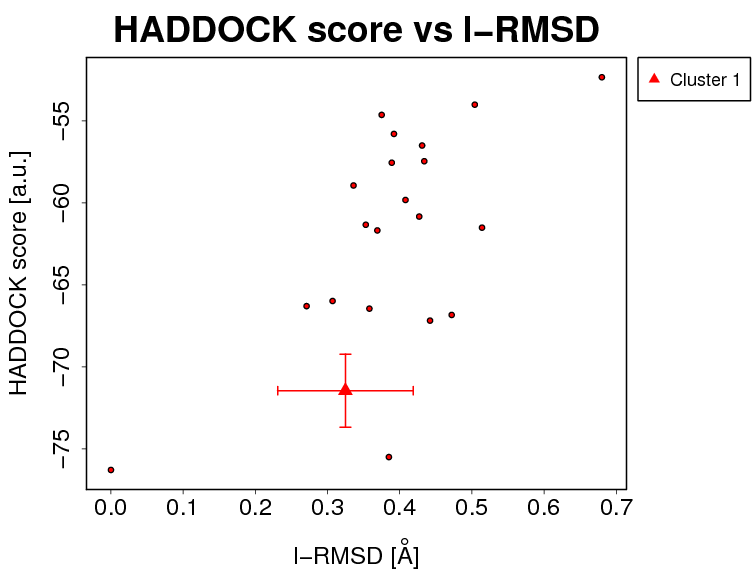 HADDOCK score vs l−RMSD
Cluster 1
HADDOCK score [a.u.]
−55
−60
−65
−70
−75
0.0 0.1 0.2 0.3 0.4 0.5 0.6 0.7
l−RMSD [Å]